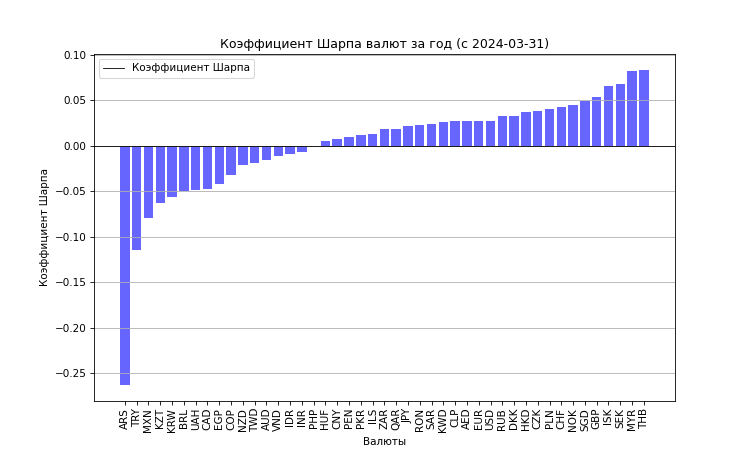 Коэффициент Шарпа валют за год (с 2024-03-31)
Коэффициент Шарпа
0.10
0.05
0.00
−0.05
−0.10
−0.15
−0.20
−0.25
Коэффициент Шарпа
ARS TRY MXN KZT KRW BRL UAH CAD EGP COP NZD TWD AUD VND IDR INR PHP HUF CNY PEN PKR ILS ZAR QAR JPY RON SAR KWD CLP AED EUR USD RUB DKK HKD CZK PLN CHF NOK SGD GBP ISK SEK MYR THB
Валюты